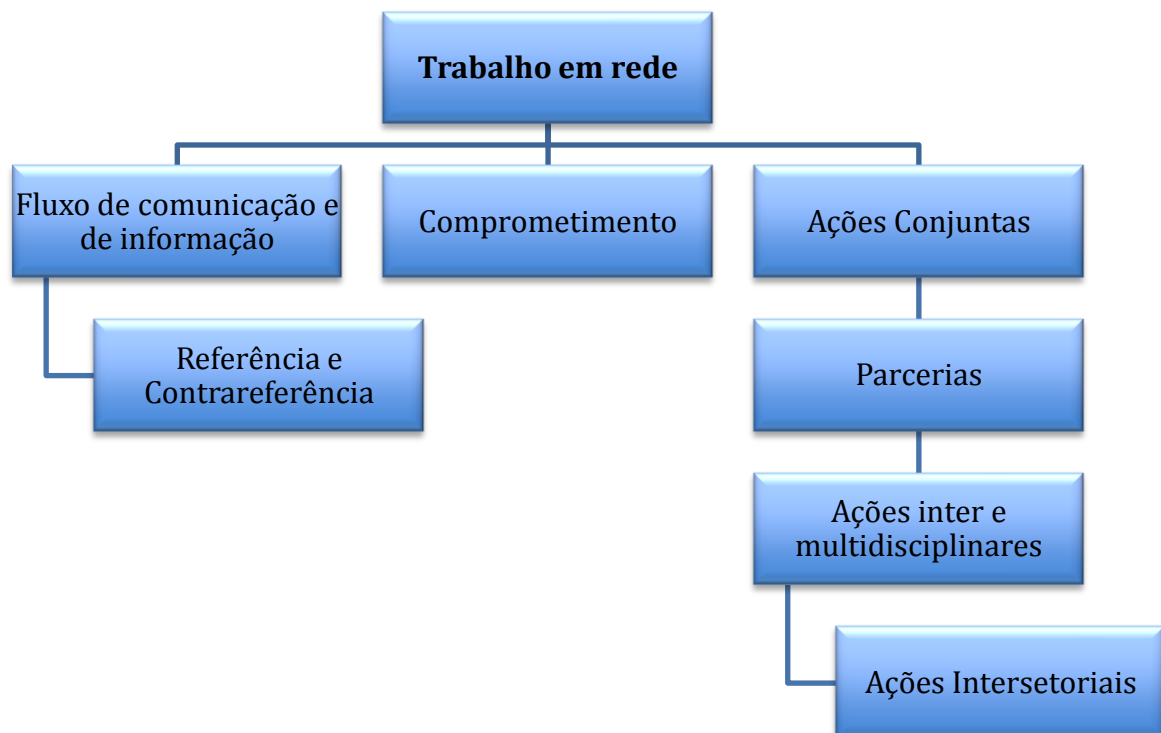 Trabalho em rede
Fluxo de comunicação e
de informação
Comprometimento
Ações Conjuntas
Referência e
Contrareferência
Parcerias
Ações inter e
multidisciplinares
Ações Intersetoriais